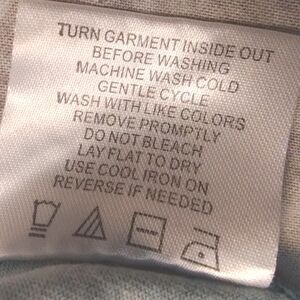 TURN GARMENT INSIDE OUT
BEFORE WASHING
MACHINE WASH COLD
GENTLE CYCLE
WASH WITH LIKE COLORS
REMOVE PROMPTLY
DO NOT BLEACH
LAY FLAT TO DRY
USE COOL IRON ON
REVERSE IF NEEDED